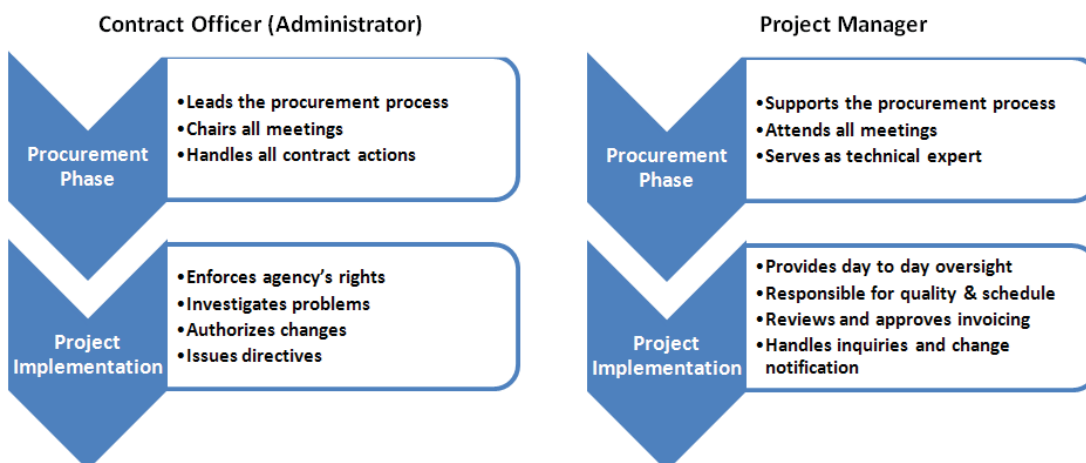 Contract Officer (Administrator)
Procurement
Phase
•Leads the procurement process
•Chairs all meetings
•Handles all contract actions
Project
Implementation
•Enforces agency's rights
•Investigates problems
•Authorizes changes
•Issues directives
Project Manager
Procurement
Phase
•Supports the procurement process
•Attends all meetings
•Serves as technical expert
Project
Implementation
•Provides day to day oversight
•Responsible for quality & schedule
•Reviews and approves invoicing
•Handles inquiries and change
notification